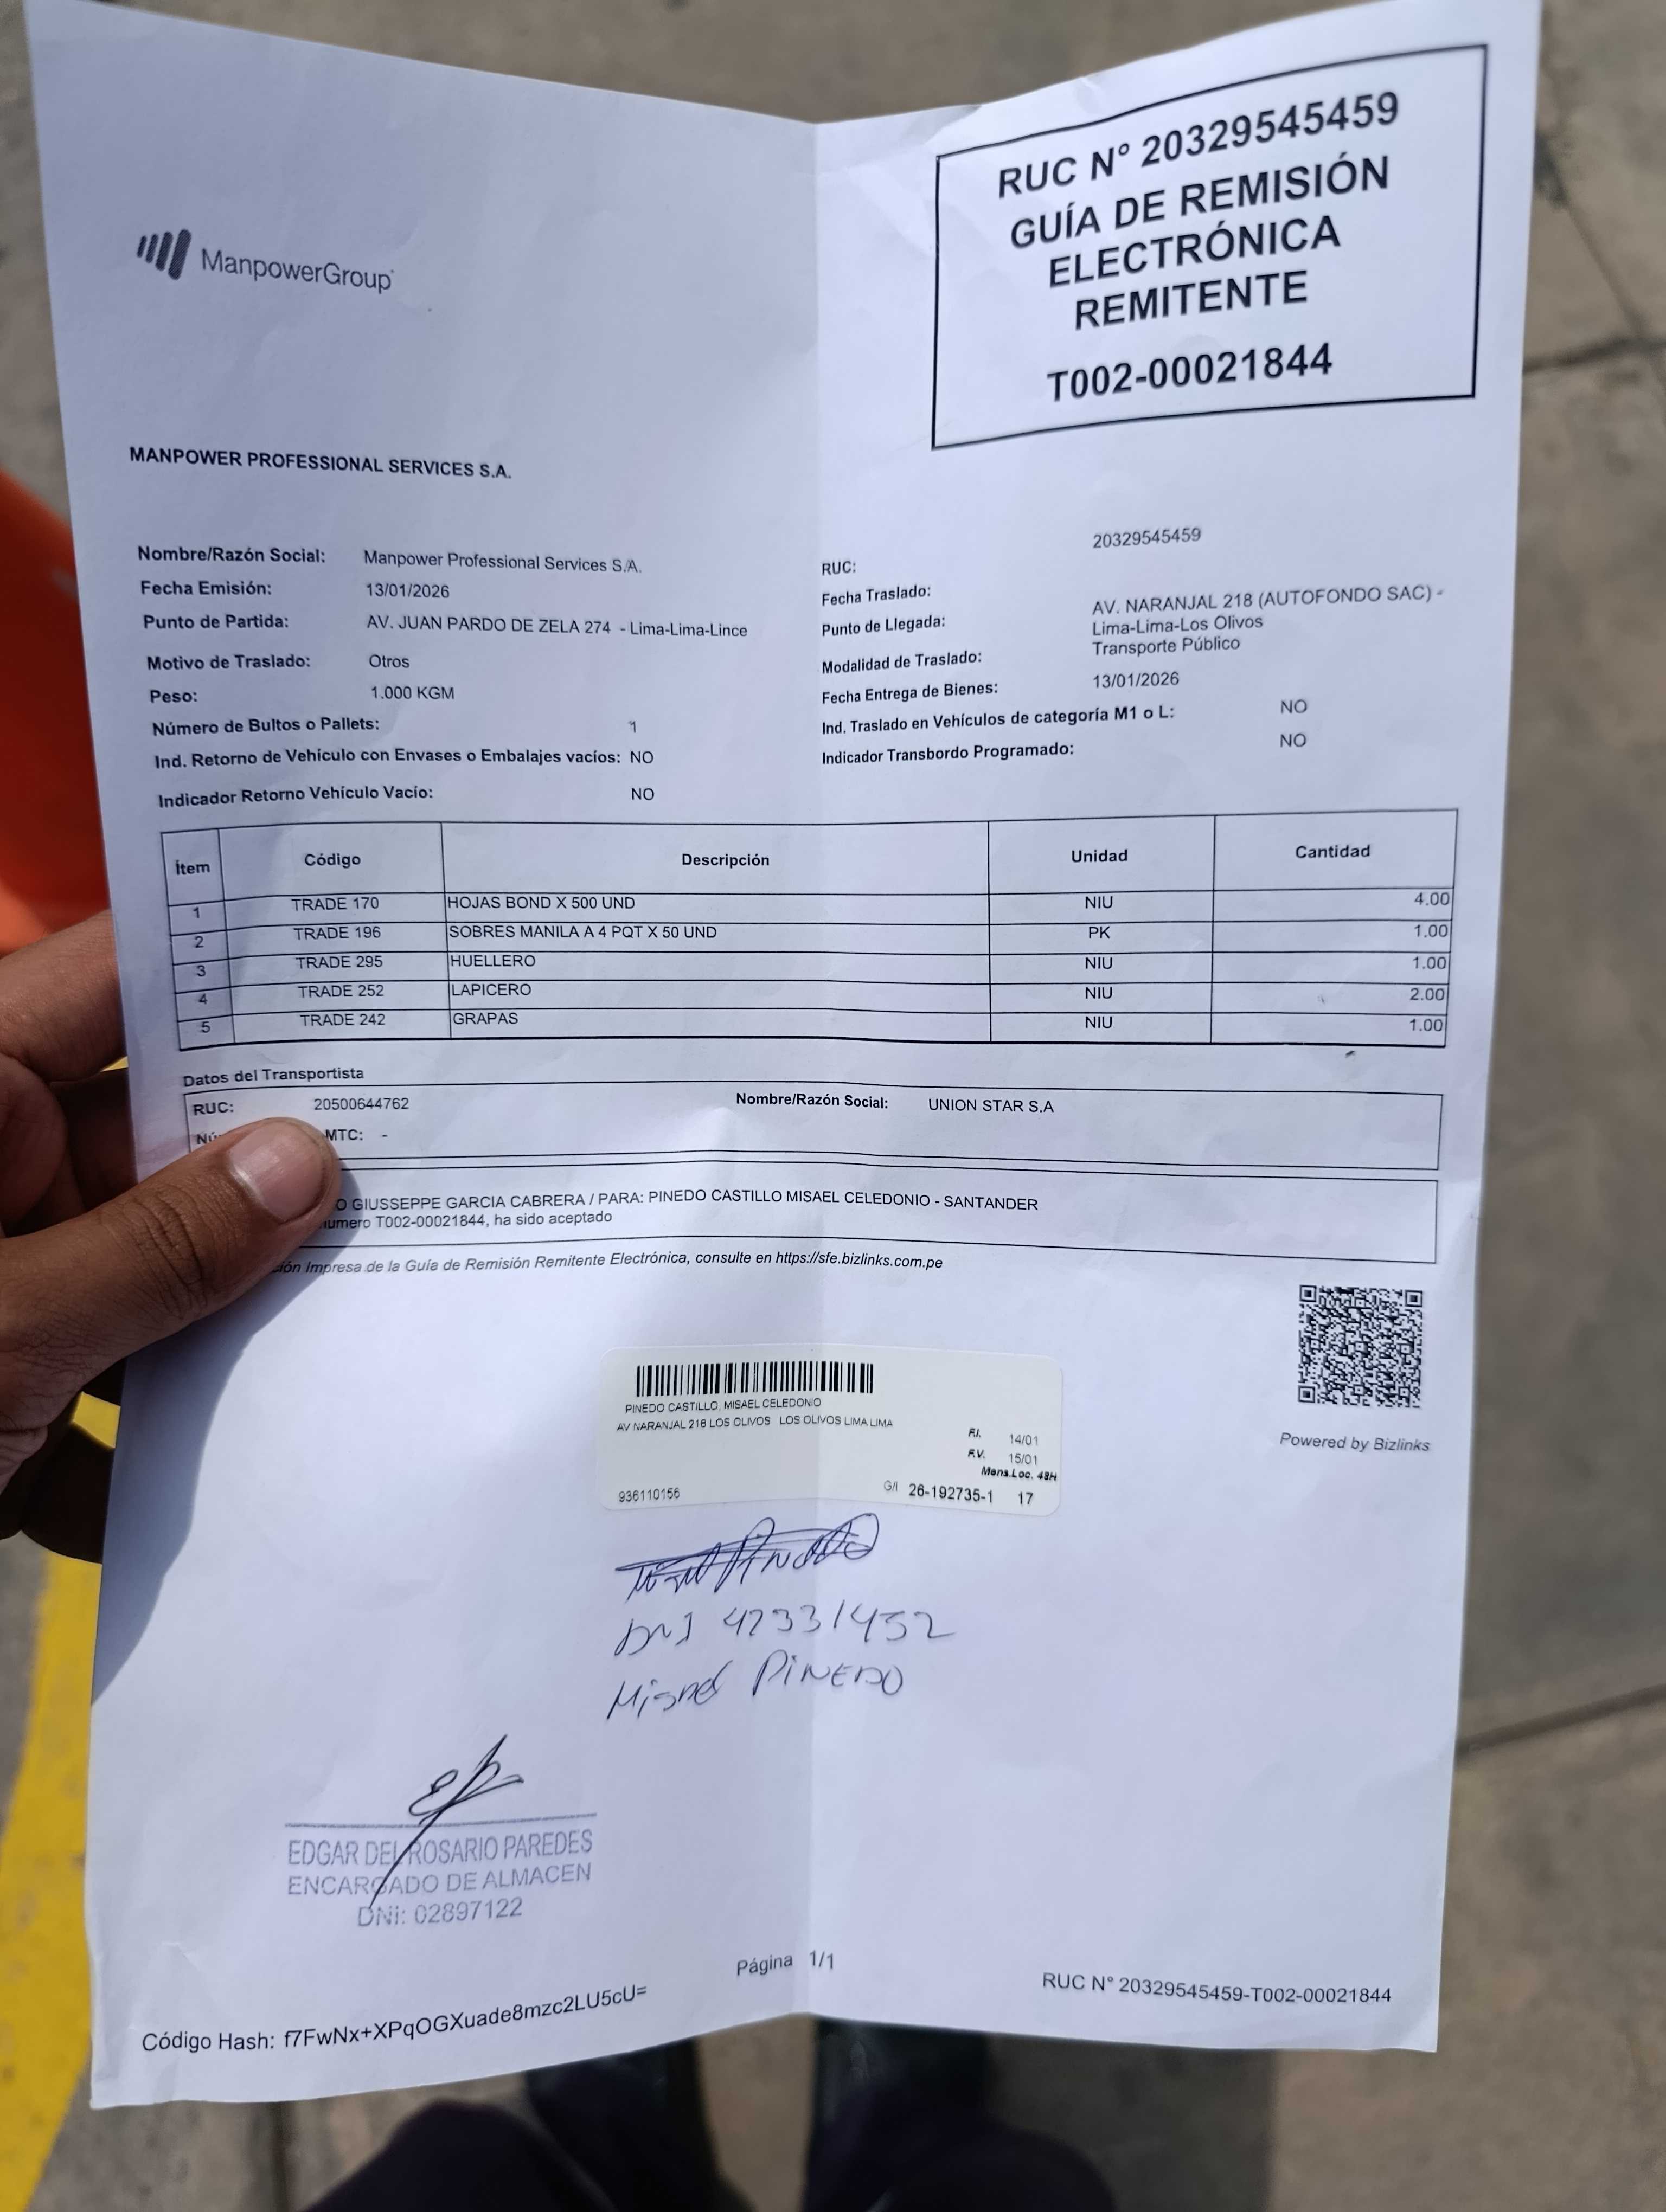 RUC N° 20329545459
GUÍA DE REMISIÓN
ELECTRÓNICA
REMITENTE
T002-00021844
ManpowerGroup
MANPOWER PROFESSIONAL SERVICES S.A.
Nombre/Razón Social: Manpower Professional Services S.A.
Fecha Emisión: 13/01/2026
Punto de Partida: AV. JUAN PARDO DE ZELA 274 - Lima-Lima-Lince
Motivo de Traslado: Otros
Peso: 1.000 KGM
Número de Bultos o Pallets: 1
Ind. Retorno de Vehículo con Envases o Embalajes vacíos: NO
Indicador Retorno Vehículo Vacío: NO
RUC: 20329545459
Fecha Traslado:
Punto de Llegada: AV. NARANJAL 218 (AUTOFONDO SAC) -
Lima-Lima-Los Olivos
Modalidad de Traslado: Transporte Público
Fecha Entrega de Bienes: 13/01/2026
Ind. Traslado en Vehículos de categoría M1 o L: NO
Indicador Transbordo Programado: NO
Ítem Código Descripción Unidad Cantidad
1 TRADE 170 HOJAS BOND X 500 UND NIU 4.00
2 TRADE 196 SOBRES MANILA A 4 PQT X 50 UND PK 1.00
3 TRADE 295 HUELLERO NIU 1.00
4 TRADE 252 LAPICERO NIU 2.00
5 TRADE 242 GRAPAS NIU 1.00
Datos del Transportista
RUC: 20500644762 Nombre/Razón Social: UNION STAR S.A
MTC: -
GIUSSEPPE GARCIA CABRERA / PARA: PINEDO CASTILLO MISAEL CELEDONIO - SANTANDER
T002-00021844, ha sido aceptado
Impresa de la Guía de Remisión Remitente Electrónica, consulte en https://sfe.bizlinks.com.pe
Powered by Bizlinks
PINEDO CASTILLO, MISAEL CELEDONIO
AV NARANJAL 218 LOS OLIVOS LOS OLIVOS LIMA LIMA
F.I. 14/01
F.V. 15/01
Mens.Loc. 48H
936110156 G/I 26-192735-1 17
DNI 47331452
Misael PINEDO
EDGAR DEL ROSARIO PAREDES
ENCARGADO DE ALMACEN
DNI: 02897122
Página 1/1
Código Hash: f7FwNx+XPqOGXuade8mzc2LU5cU=
RUC N° 20329545459-T002-00021844